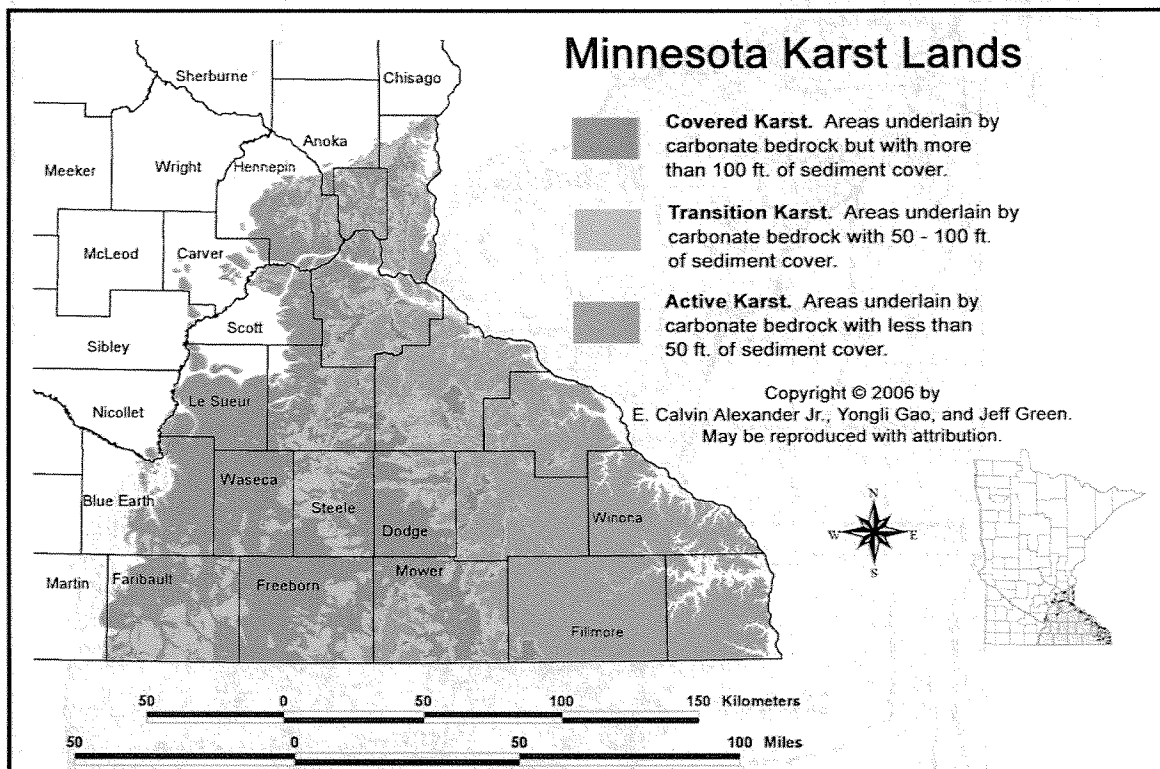 Minnesota Karst Lands
Covered Karst. Areas underlain by
carbonate bedrock but with more
than 100 ft. of sediment cover.
Transition Karst. Areas underlain by
carbonate bedrock with 50 - 100 ft.
of sediment cover.
Active Karst. Areas underlain by
carbonate bedrock with less than
50 ft. of sediment cover.
Copyright © 2006 by
E. Calvin Alexander Jr., Yongli Gao, and Jeff Green.
May be reproduced with attribution.
Sherburne
Chisago
Anoka
Meeker
Wright
Hennepin
McLeod
Carver
Scott
Sibley
Le Sueur
Nicollet
Blue Earth
Waseca
Steele
Dodge
Winona
Martin
Faribault
Freeborn
Mower
Fillmore
N
W E
S
50 0 50 100 150 Kilometers
50 0 50 100 Miles